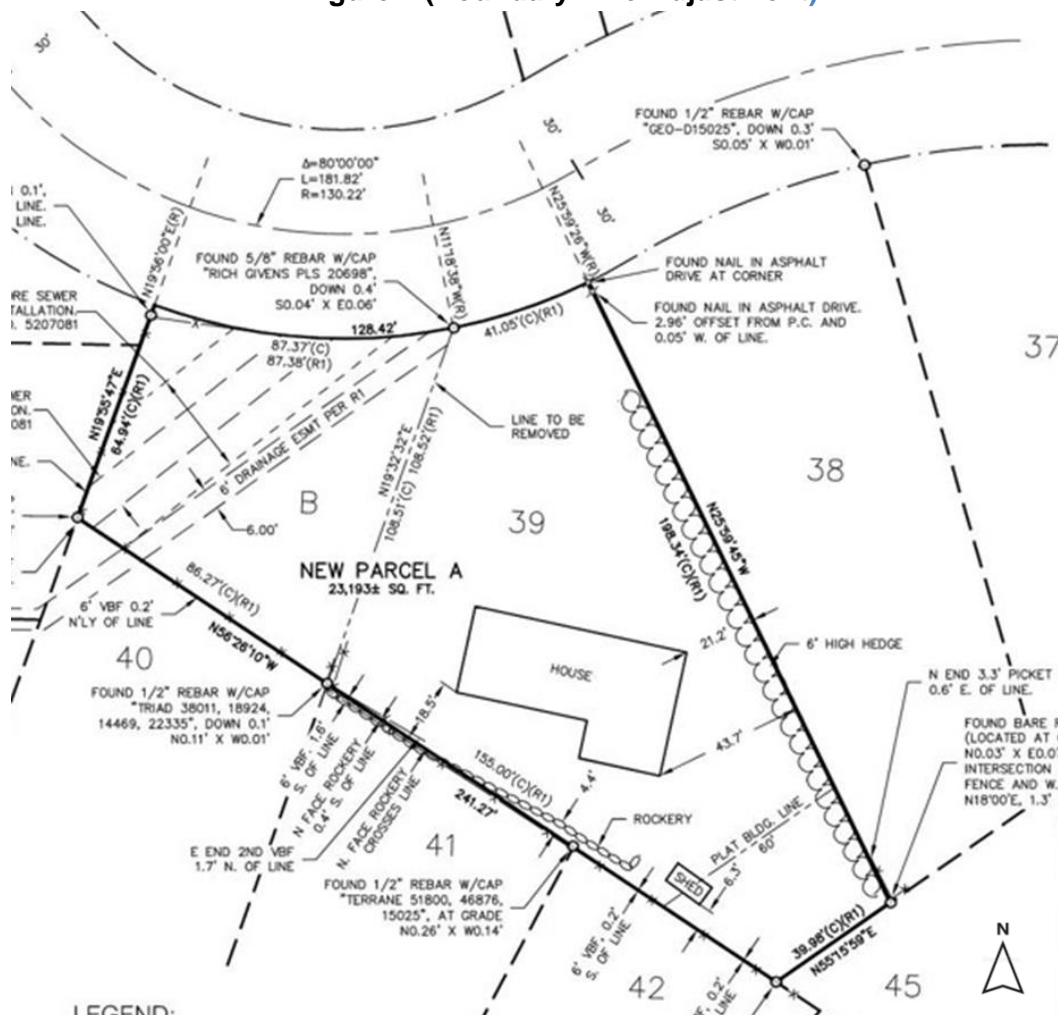 30'
30'
30'
FOUND 1/2" REBAR W/CAP
"GEO-D15025", DOWN 0.3'
S0.05' X W0.01'
Δ=80°00'00"
L=181.82'
R=130.22'
0.1',
LINE.
LINE.
N19°56'00"E(R)
N11°18'38"W(R)
N25°59'26"W(R)
FOUND 5/8" REBAR W/CAP
"RICH GIVENS PLS 20698",
DOWN 0.4'
S0.04' X E0.06'
FOUND NAIL IN ASPHALT
DRIVE AT CORNER
FOUND NAIL IN ASPHALT DRIVE.
2.96' OFFSET FROM P.C. AND
0.05' W. OF LINE.
SEWER
5207081
128.42'
87.37'(C)
87.38'(R1)
41.05'(C)(R1)
37
N19°55'47"E
64.94'(C)(R1)
081
6' DRAINAGE ESMT PER R1
LINE TO BE
REMOVED
N19°32'32"E
108.51'(C) 108.52'(R1)
B
39
38
6.00'
N25°59'45"W
198.34'(C)(R1)
NEW PARCEL A
23,193± SQ. FT.
86.27'(C)(R1)
6' VBF 0.2'
N'LY OF LINE
N56°26'10"W
40
HOUSE
21.2'
6' HIGH HEDGE
43.7'
18.5'
N END 3.3' PICKET
0.6' E. OF LINE.
FOUND 1/2" REBAR W/CAP
"TRIAD 38011, 18924,
14469, 22335", DOWN 0.1'
N0.11' X W0.01'
FOUND BARE
(LOCATED AT
N0.03' X
INTERSECTION
FENCE AND W.
N18°00'E, 1.3'
6' VBF, 1.6'
S. OF LINE
N FACE ROCKERY
0.4' S. OF LINE
N. FACE ROCKERY
CROSSES LINE
155.00'(C)(R1)
241.27'
4.4'
ROCKERY
PLAT BLDG. LINE
60'
E END 2ND VBF
1.7' N. OF LINE
41
SHED
6.3'
FOUND 1/2" REBAR W/CAP
"TERRANE 51800, 46876,
15025", AT GRADE
N0.26' X W0.14'
6' VBF, 0.2'
S. OF LINE
39.98'(C)(R1)
N55°15'59"E
N
42
0.2'
LINE
45
LEGEND: